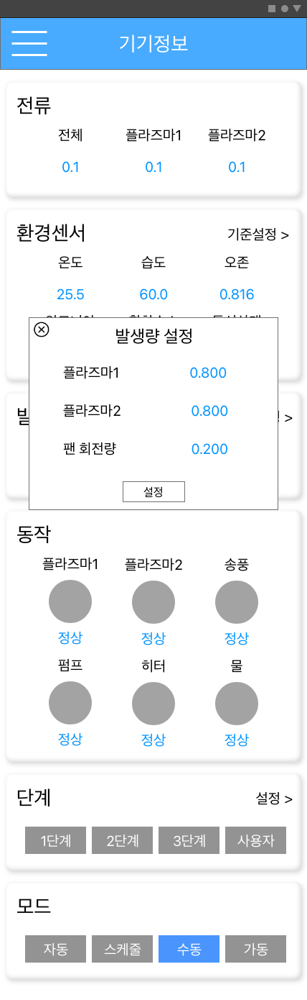 기기정보
전류
전체 플라즈마1 플라즈마2
0.1 0.1 0.1
환경센서 기준설정 >
온도 습도 오존
25.5 60.0 0.816
발생량 설정
플라즈마1 0.800
플라즈마2 0.800
팬 회전량 0.200
설정
>
동작
플라즈마1 플라즈마2 송풍
정상 정상 정상
펌프 히터 물
정상 정상 정상
단계 설정 >
1단계 2단계 3단계 사용자
모드
자동 스케줄 수동 가동